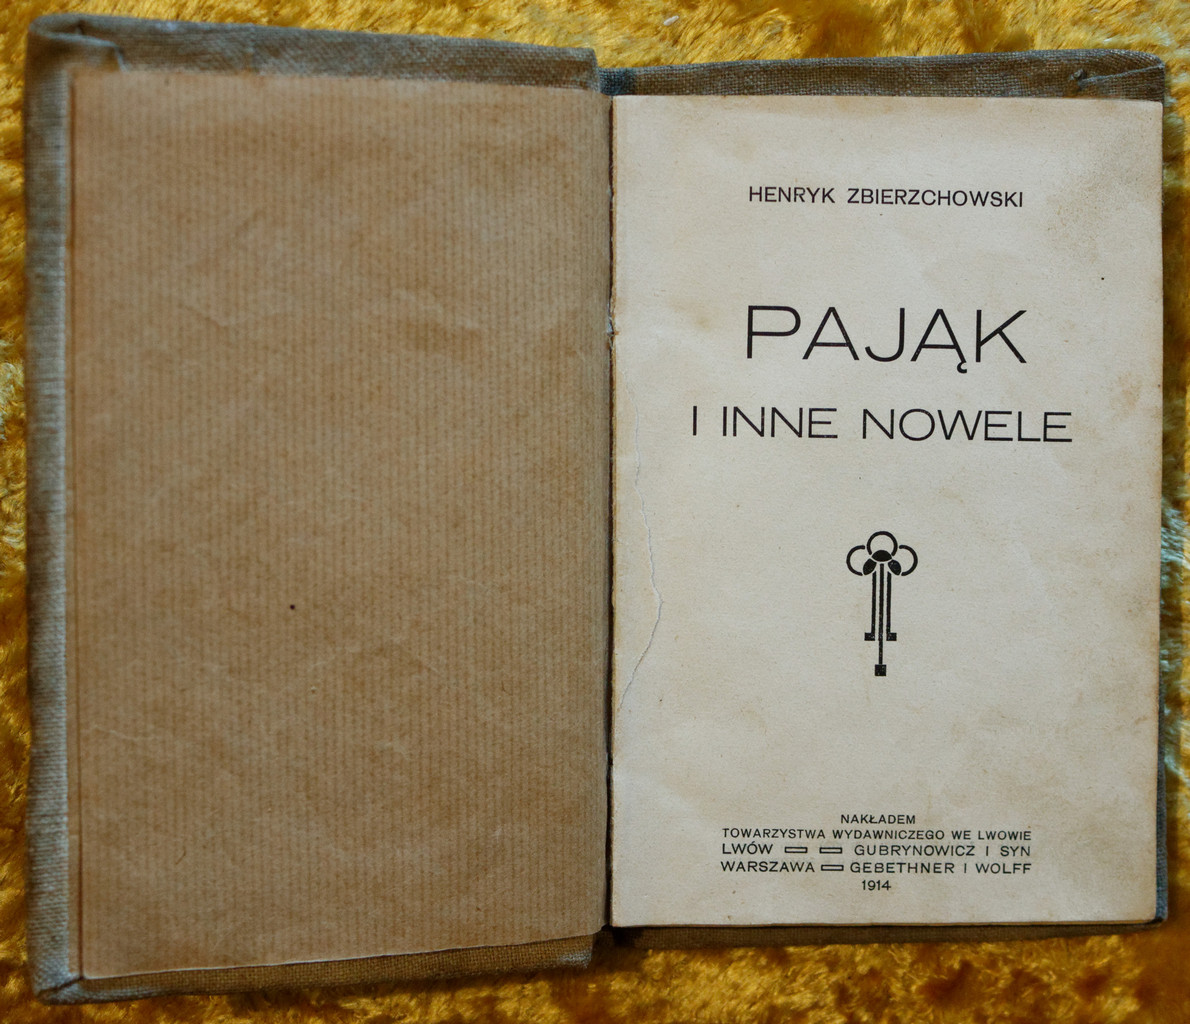 HENRYK ZBIERZCHOWSKI
PAJĄK
I INNE NOWELE
NAKŁADEM
TOWARZYSTWA WYDAWNICZEGO WE LWOWIE
LWÓW GUBRYNOWICZ I SYN
WARSZAWA GEBETHNER I WOLFF
1914